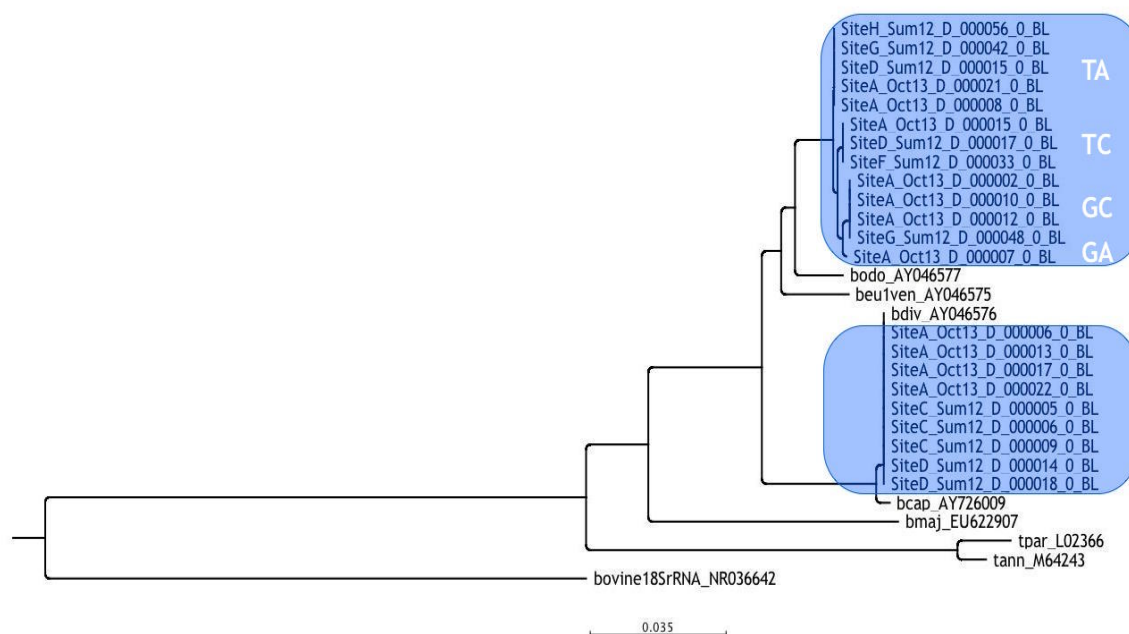 SiteH_Sum12_D_000056_0_BL
SiteG_Sum12_D_000042_0_BL
SiteD_Sum12_D_000015_0_BL
TA
SiteA_Oct13_D_000021_0_BL
SiteA_Oct13_D_000008_0_BL
SiteA_Oct13_D_000015_0_BL
SiteD_Sum12_D_000017_0_BL
TC
SiteF_Sum12_D_000033_0_BL
SiteA_Oct13_D_000002_0_BL
SiteA_Oct13_D_000010_0_BL
GC
SiteA_Oct13_D_000012_0_BL
SiteG_Sum12_D_000048_0_BL
GA
SiteA_Oct13_D_000007_0_BL
bodo_AY046577
beu1ven_AY046575
bdiv_AY046576
SiteA_Oct13_D_000006_0_BL
SiteA_Oct13_D_000013_0_BL
SiteA_Oct13_D_000017_0_BL
SiteA_Oct13_D_000022_0_BL
SiteC_Sum12_D_000005_0_BL
SiteC_Sum12_D_000006_0_BL
SiteC_Sum12_D_000009_0_BL
SiteD_Sum12_D_000014_0_BL
SiteD_Sum12_D_000018_0_BL
bcap_AY726009
bmaj_EU622907
tpar_L02366
tann_M64243
bovine18SrRNA_NR036642
0.035